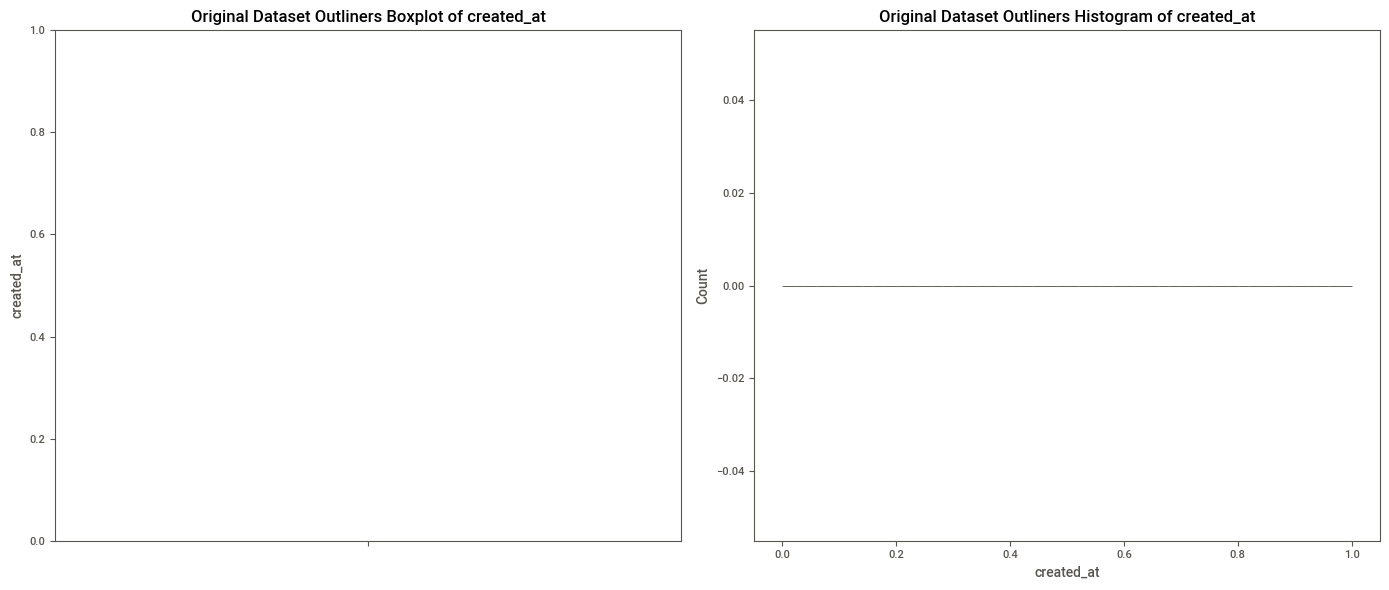 Original Dataset Outliners Boxplot of created_at
1.0
0.8
0.6
0.4
0.2
0.0
created_at
Original Dataset Outliners Histogram of created_at
0.04
0.02
0.00
−0.02
−0.04
Count
0.0 0.2 0.4 0.6 0.8 1.0
created_at